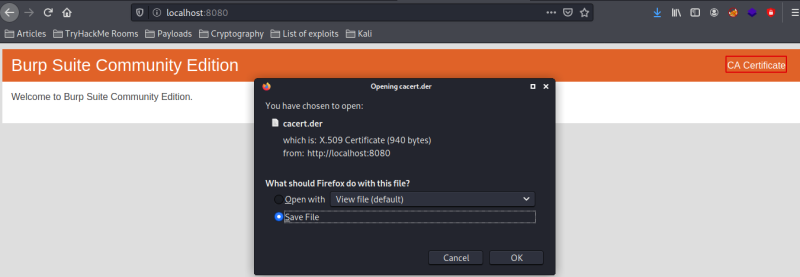 localhost:8080
Articles TryHackMe Rooms Payloads Cryptography List of exploits Kali
Burp Suite Community Edition
CA Certificate
Welcome to Burp Suite Community Edition.
Opening cacert.der
You have chosen to open:
cacert.der
which is: X.509 Certificate (940 bytes)
from: http://localhost:8080
What should Firefox do with this file?
Open with View file (default)
Save File
Cancel OK